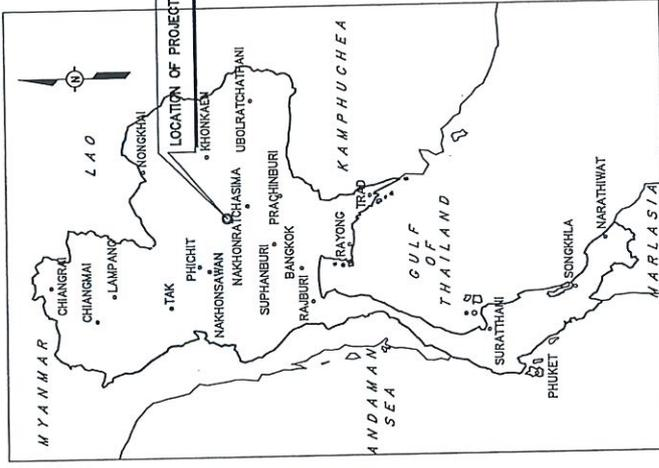 N
LOCATION OF PROJECT
MYANMAR
LAO
CHIANGRAI
CHIANGMAI
LAMPANG
NONGKHAI
TAK
PHICHIT
KHONKAEN
NAKHONSAWAN
NAKHONRATCHASIMA
UBOLRATCHATHANI
SUPHANBURI
PRACHINBURI
BANGKOK
RAJBURI
RAYONG
TRAD
KAMPHUCHEA
GULF
OF
THAILAND
ANDAMAN
SEA
SURATTHANI
PHUKET
SONGKHLA
NARATHIWAT
MARLASIA